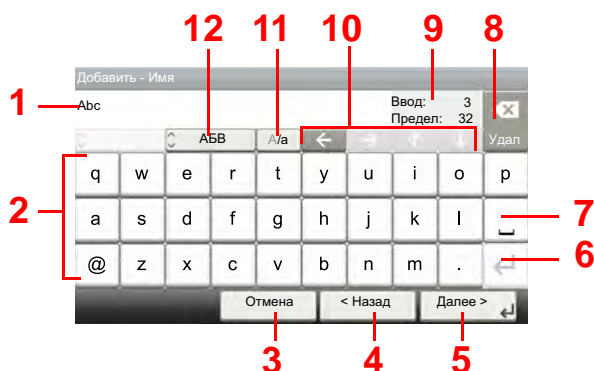 12 11 10 9 8
Добавить - Имя
1 Abc Ввод: 3
Предел: 32
АБВ A/a Удал
2 q w e r t y u i o p
a s d f g h j k l 7
@ z x c v b n m . 6
Отмена < Назад Далее >
3 4 5